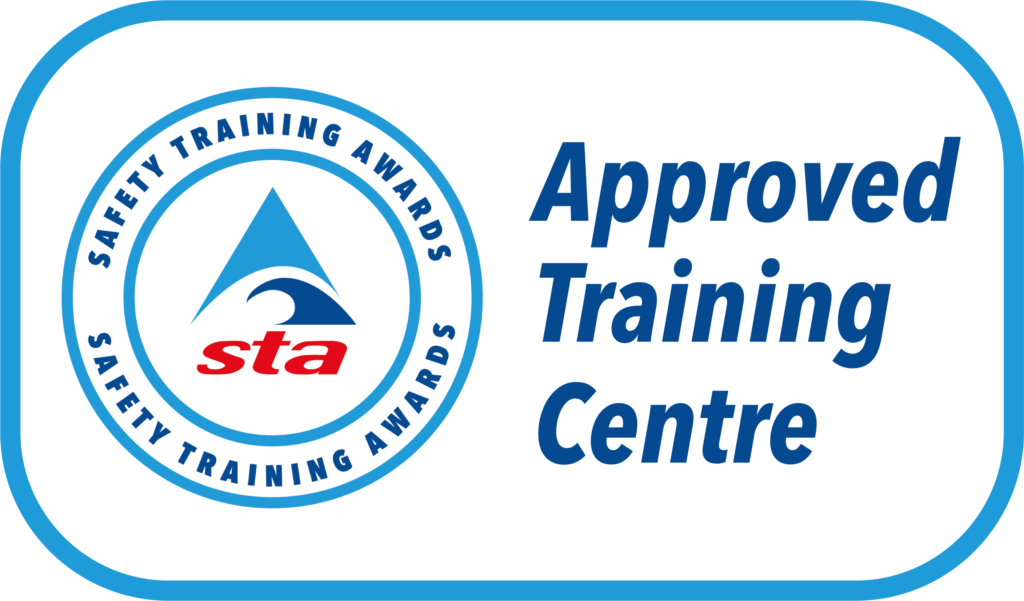 SAFETY TRAINING AWARDS
sta
SAFETY TRAINING AWARDS
Approved
Training
Centre